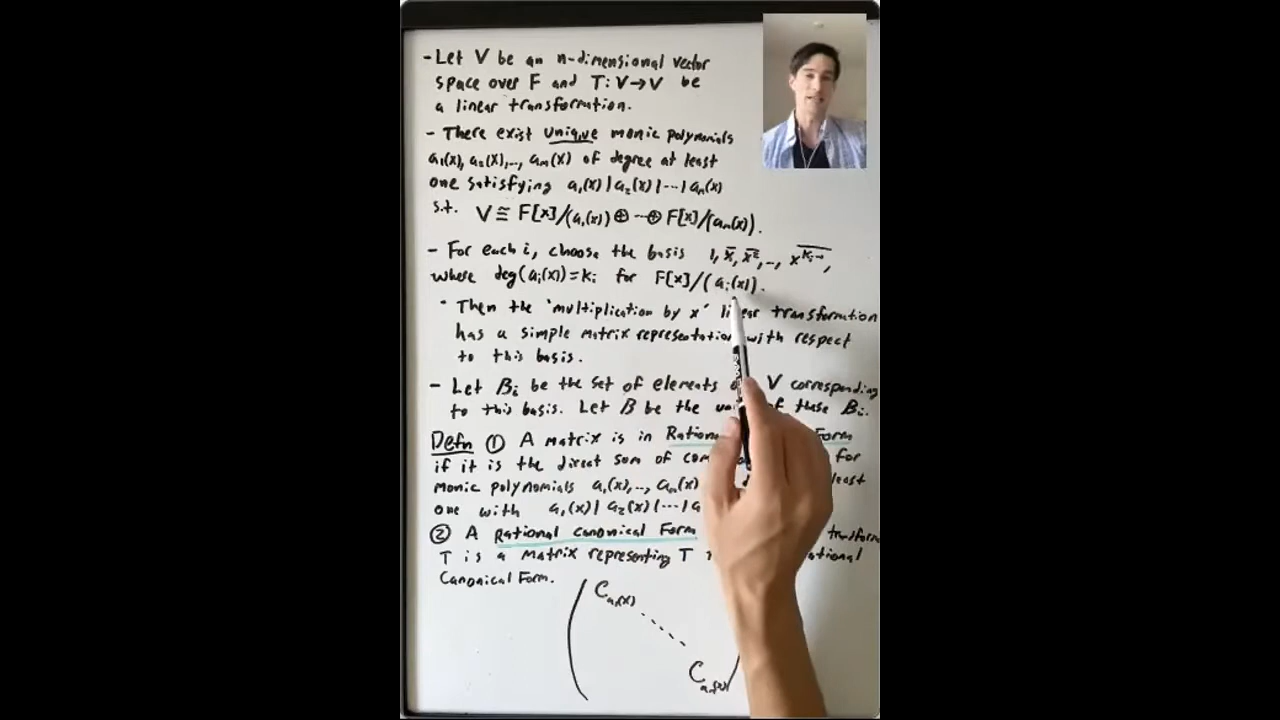 - Let V be an n-dimensional vector
space over F and T: V→V be
a linear transformation.
- There exist unique monic polynomials
a₁(x), a₂(x),..., aₘ(x) of degree at least
one satisfying a₁(x) | a₂(x) | ⋯ | aₘ(x)
s.t. V ≅ F[x]/(a₁(x)) ⊕ ⋯ ⊕ F[x]/(aₘ(x)).
- For each i, choose the basis 1, x̄, x̄², .., x̄^(kᵢ-1),
where deg(aᵢ(x)) = kᵢ for F[x]/(aᵢ(x)).
• Then the 'multiplication by x' linear transformation
has a simple matrix representation with respect
to this basis.
- Let Bᵢ be the set of elements V corresponding
to this basis. Let B be the of these Bᵢ.
Defn ① A matrix is in Form
if it is the direct sum of for
monic polynomials a₁(x),.., aₘ(x) least
one with a₁(x) | a₂(x) | ⋯ |
② A Rational Canonical Form
T is a matrix representing T
Canonical Form.
C a₁(x)
C aₘ(x)